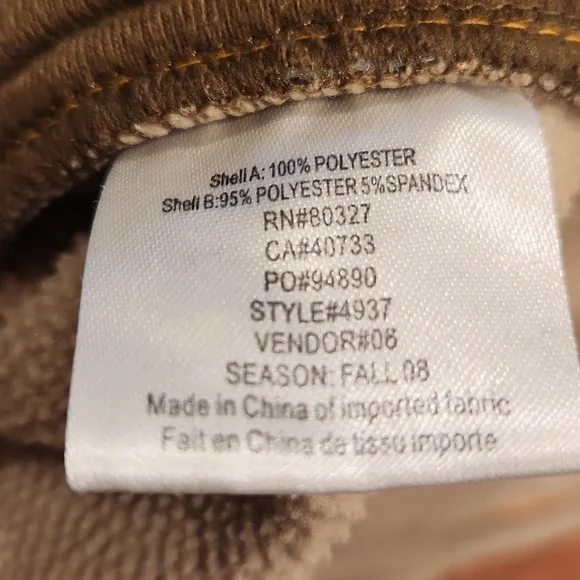 Shell A: 100% POLYESTER
Shell B:95% POLYESTER 5%SPANDEX
RN#80327
CA#40733
PO#94890
STYLE#4937
VENDOR#06
SEASON: FALL 08
Made in China of imported fabric
Fait en China de tissu importe